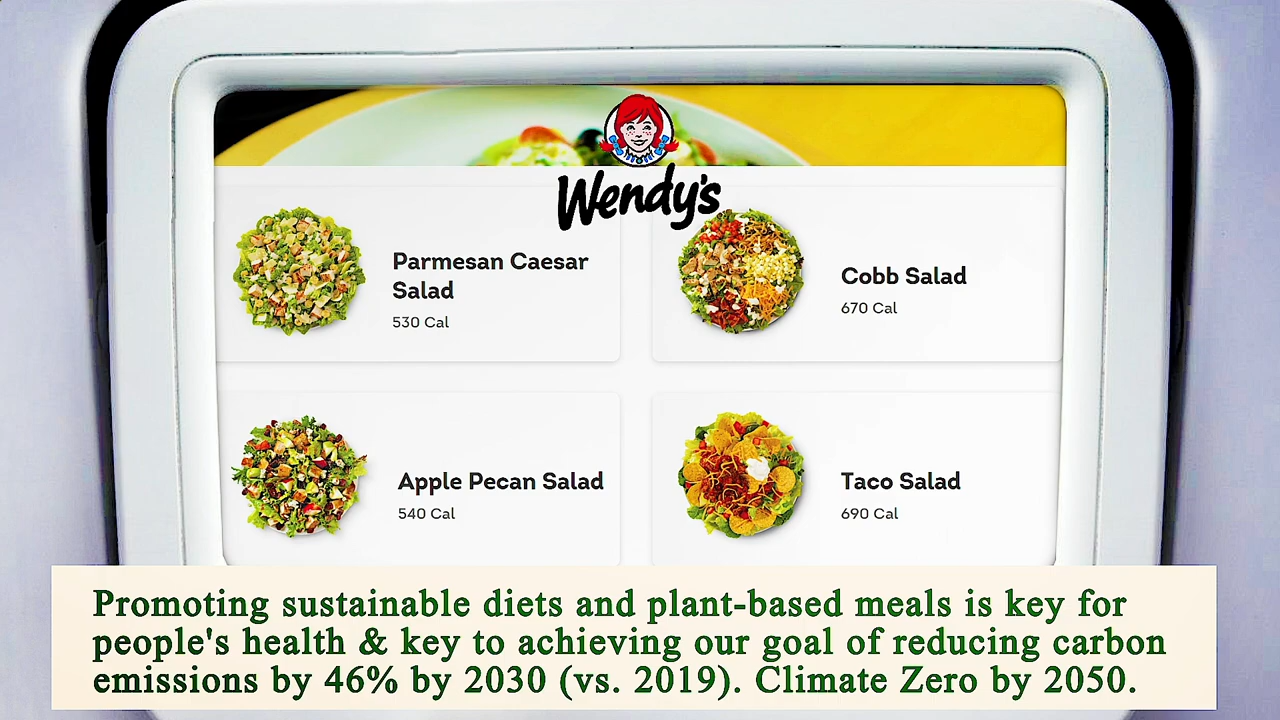 Wendy's
Parmesan Caesar
Salad
530 Cal
Cobb Salad
670 Cal
Apple Pecan Salad
540 Cal
Taco Salad
690 Cal
Promoting sustainable diets and plant-based meals is key for
people's health & key to achieving our goal of reducing carbon
emissions by 46% by 2030 (vs. 2019). Climate Zero by 2050.